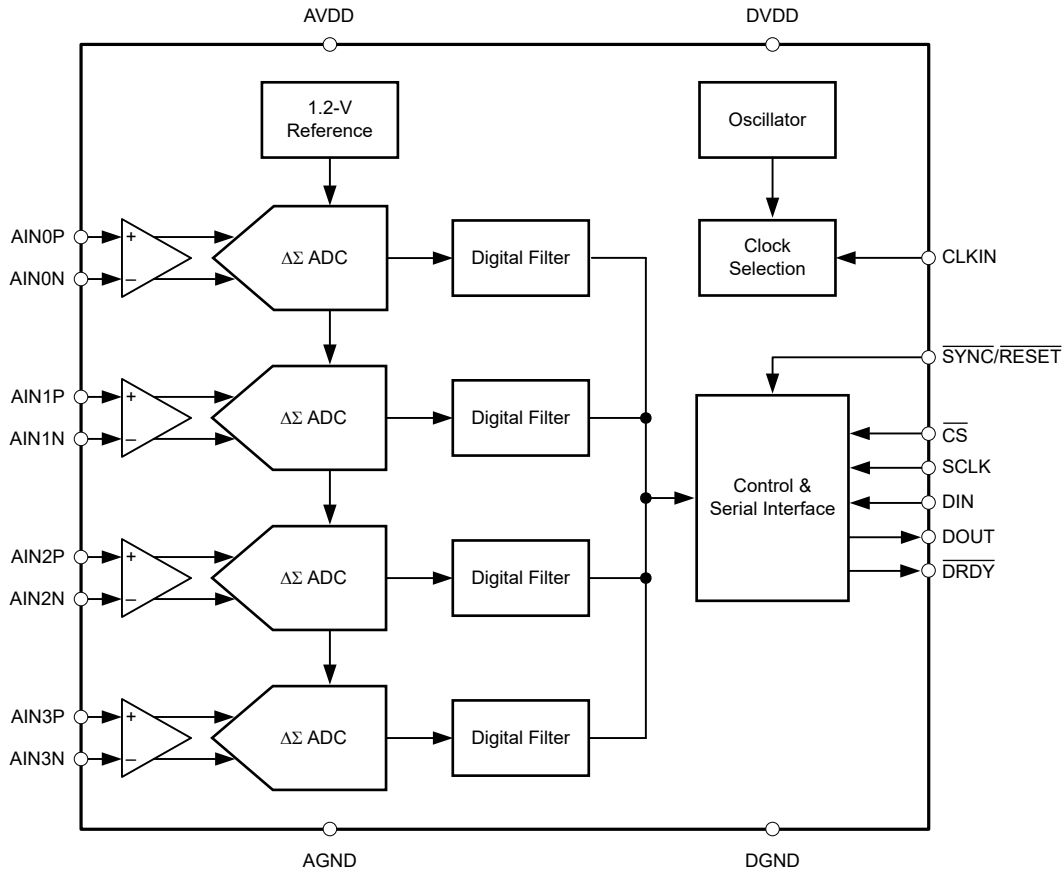 AVDD
DVDD
1.2-V
Reference
Oscillator
AIN0P
+
ΔΣ ADC
Digital Filter
Clock
Selection
CLKIN
AIN0N
–
SYNC/RESET
AIN1P
+
ΔΣ ADC
Digital Filter
AIN1N
–
CS
SCLK
Control &
Serial Interface
DIN
DOUT
DRDY
AIN2P
+
ΔΣ ADC
Digital Filter
AIN2N
–
AIN3P
+
ΔΣ ADC
Digital Filter
AIN3N
–
AGND
DGND